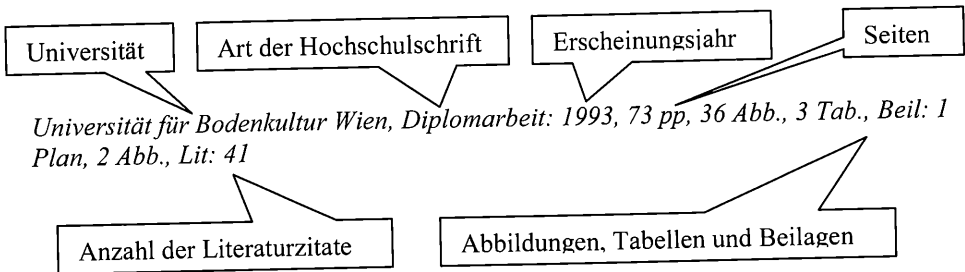 Universität
Art der Hochschulschrift
Erscheinungsjahr
Seiten
Universität für Bodenkultur Wien, Diplomarbeit: 1993, 73 pp, 36 Abb., 3 Tab., Beil: 1
Plan, 2 Abb., Lit: 41
Anzahl der Literaturzitate
Abbildungen, Tabellen und Beilagen